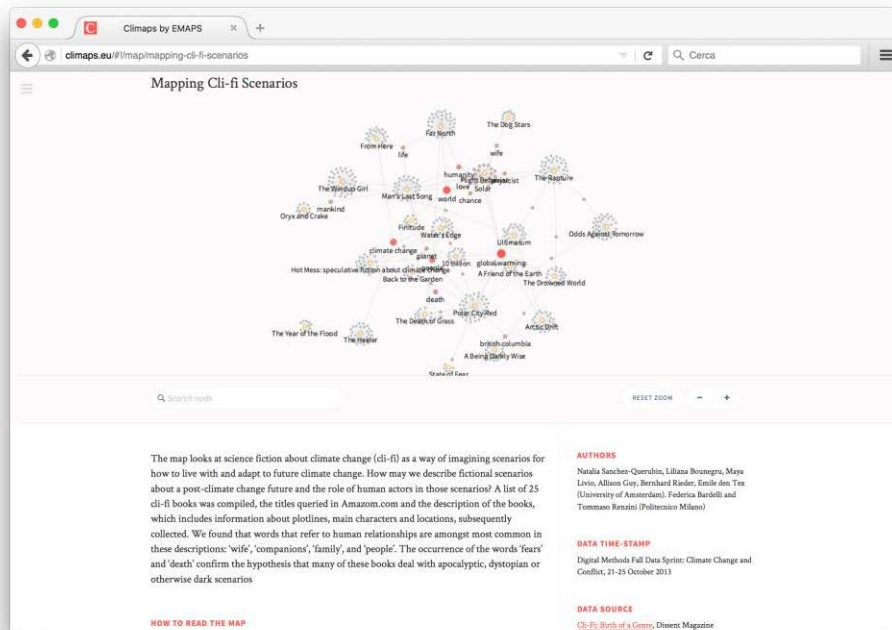 C
Climaps by EMAPS
climaps.eu/#!/map/mapping-cli-fi-scenarios
Cerca
Mapping Cli-fi Scenarios
The Dog Stars
Far North
From Here
life
wife
humanity
The Rapture
love
Solar
The Windup Girl
Man's Last Song
world
chance
mankind
Oryx and Crake
Finitude
Water's Edge
Odds Against Tomorrow
Ultimatum
climate change
planet
10 billion
global warming
Hot Mess: speculative fiction about climate change
A Friend of the Earth
Back to the Garden
The Drowned World
death
Polar City Red
The Death of Grass
Arctic Drift
The Year of the Flood
The Healer
british columbia
A Being Darkly Wise
State of Fear
Search node
RESET ZOOM
The map looks at science fiction about climate change (cli-fi) as a way of imagining scenarios for
how to live with and adapt to future climate change. How may we describe fictional scenarios
about a post-climate change future and the role of human actors in those scenarios? A list of 25
cli-fi books was compiled, the titles queried in Amazom.com and the description of the books,
which includes information about plotlines, main characters and locations, subsequently
collected. We found that words that refer to human relationships are amongst most common in
these descriptions: 'wife', 'companions', 'family', and 'people'. The occurrence of the words 'fears'
and 'death' confirm the hypothesis that many of these books deal with apocalyptic, dystopian or
otherwise dark scenarios
HOW TO READ THE MAP
AUTHORS
Natalia Sanchez-Querubin, Liliana Bounegru, Maya
Livio, Allison Guy, Bernhard Rieder, Emile den Tex
(University of Amsterdam). Federica Bardelli and
Tommaso Renzini (Politecnico Milano)
DATA TIME-STAMP
Digital Methods Fall Data Sprint: Climate Change and
Conflict, 21-25 October 2013
DATA SOURCE
Cli-Fi: Birth of a Genre, Dissent Magazine